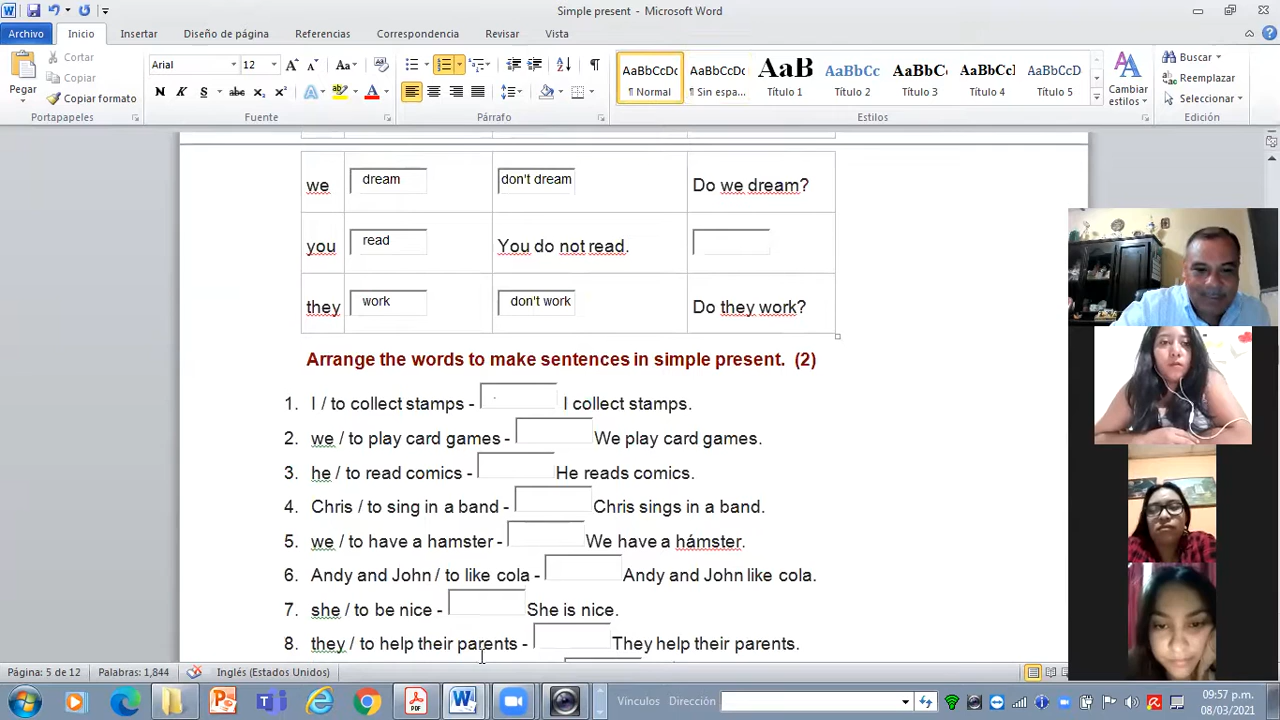 Simple present - Microsoft Word
Archivo Inicio Insertar Diseño de página Referencias Correspondencia Revisar Vista
Pegar
Cortar
Copiar
Copiar formato
Portapapeles
Arial 12
Aa
N K S abc x₂ x²
Fuente
Párrafo
AaBbCcDc AaBbCcDc AaB AaBbCc AaBbC AaBbCcI AaBbCcD
¶ Normal ¶ Sin espa... Título 1 Título 2 Título 3 Título 4 Título 5
Estilos
Cambiar
estilos
Buscar
Reemplazar
Seleccionar
Edición
we dream don't dream Do we dream?
you read You do not read.
they work don't work Do they work?
Arrange the words to make sentences in simple present. (2)
1. I / to collect stamps - I collect stamps.
2. we / to play card games - We play card games.
3. he / to read comics - He reads comics.
4. Chris / to sing in a band - Chris sings in a band.
5. we / to have a hamster - We have a hámster.
6. Andy and John / to like cola - Andy and John like cola.
7. she / to be nice - She is nice.
8. they / to help their parents - They help their parents.
Página: 5 de 12 Palabras: 1,844 Inglés (Estados Unidos)
Vínculos Dirección
09:57 p.m.
08/03/2021